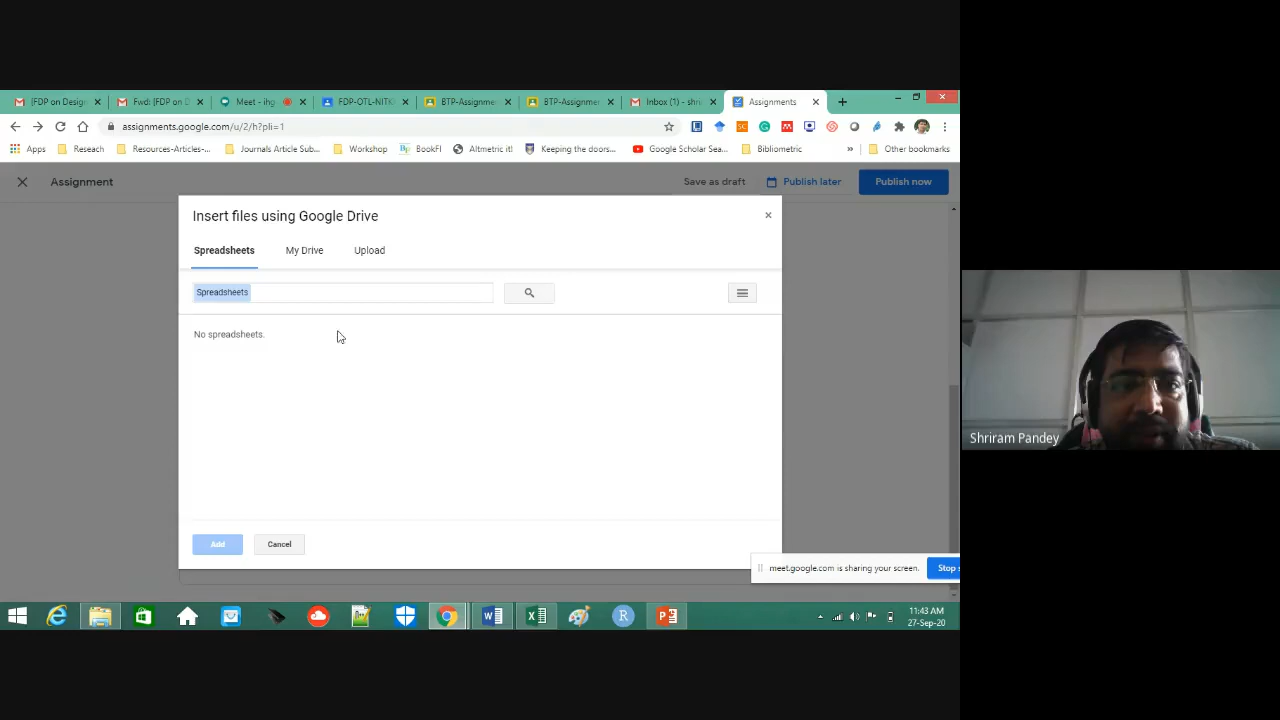 [FDP on Desig
Fwd: [FDP on D
Meet - ihg
FDP-OTL-NITK
BTP-Assignme
BTP-Assignmen
Inbox (1) - shr
Assignments
assignments.google.com/u/2/h?pli=1
Apps
Reseach
Resources-Articles-...
Journals Article Sub...
Workshop
BookFI
Altmetric it!
Keeping the doors...
Google Scholar Sea...
Bibliometric
»
Other bookmarks
Assignment
Save as draft
Publish later
Publish now
Insert files using Google Drive
Spreadsheets
My Drive
Upload
Spreadsheets
No spreadsheets.
Add
Cancel
Shriram Pandey
meet.google.com is sharing your screen.
Stop s
11:43 AM
27-Sep-20